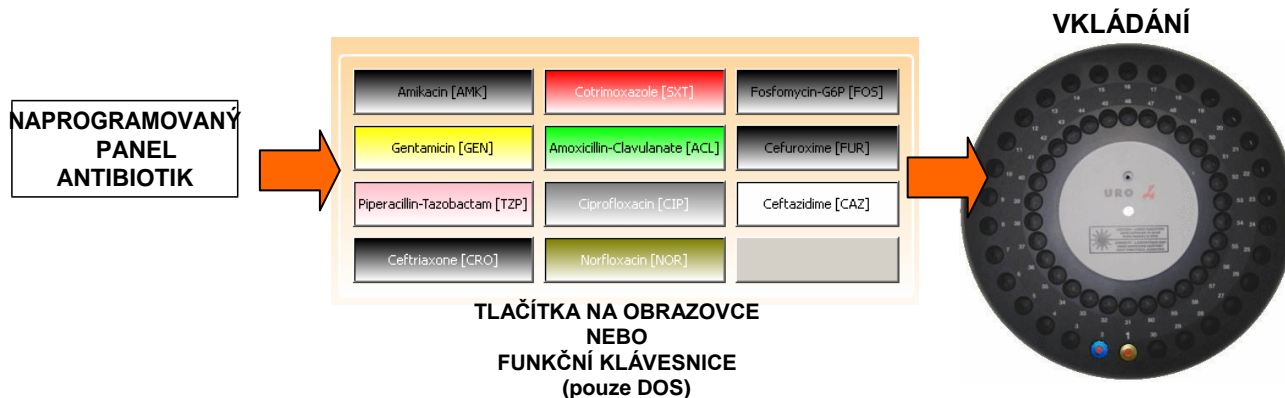 NAPROGRAMOVANÝ
PANEL
ANTIBIOTIK
Amikacin [AMK]
Cotrimoxazole [SXT]
Fosfomycin-G6P [FOS]
Gentamicin [GEN]
Amoxicillin-Clavulanate [ACL]
Cefuroxime [FUR]
Piperacillin-Tazobactam [TZP]
Ciprofloxacin [CIP]
Ceftazidime [CAZ]
Ceftriaxone [CRO]
Norfloxacin [NOR]
TLAČÍTKA NA OBRAZOVCE
NEBO
FUNKČNÍ KLÁVESNICE
(pouze DOS)
VKLÁDÁNÍ
URO 4